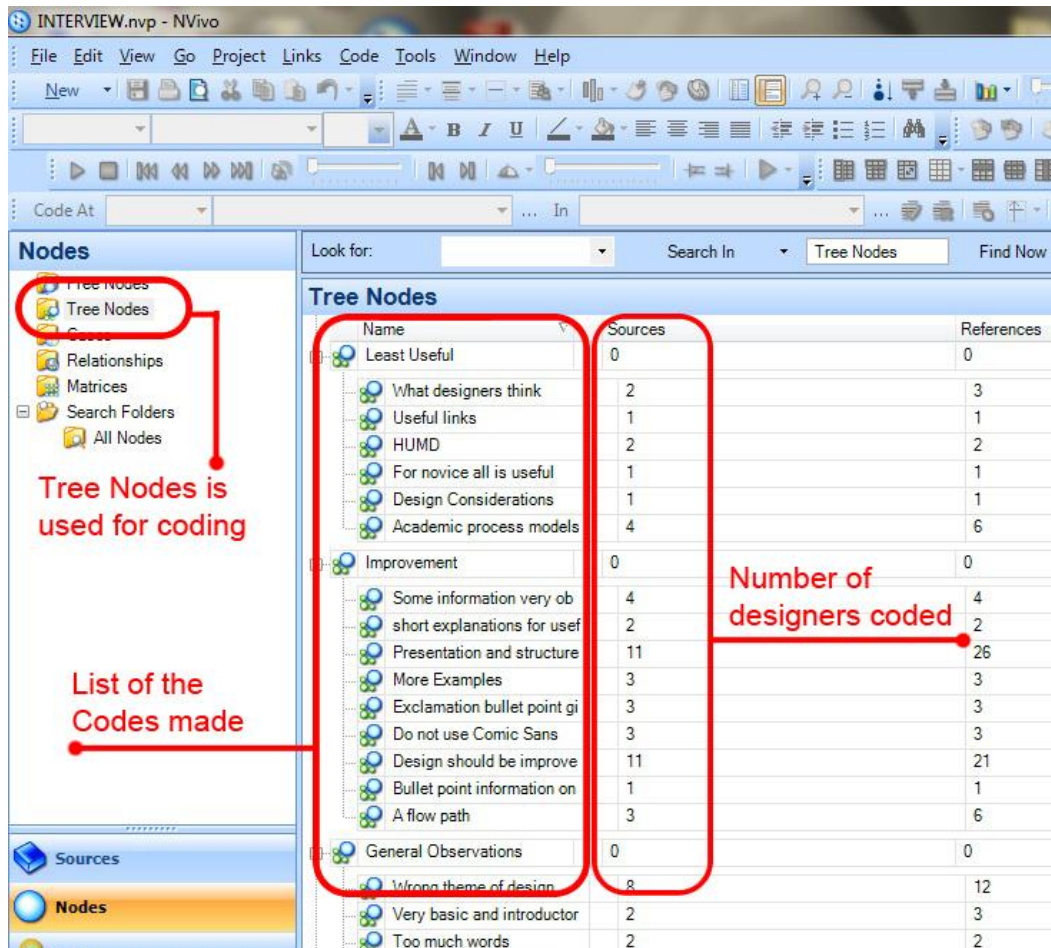 INTERVIEW.nvp - NVivo
File Edit View Go Project Links Code Tools Window Help
New
A B I U
Code At ... In ...
Nodes
Look for: Search In Tree Nodes Find Now
Free Nodes
Tree Nodes
Cases
Relationships
Matrices
Search Folders
All Nodes
Tree Nodes is
used for coding
List of the
Codes made
Sources
Nodes
Tree Nodes
Name Sources References
Least Useful 0 0
What designers think 2 3
Useful links 1 1
HUMD 2 2
For novice all is useful 1 1
Design Considerations 1 1
Academic process models 4 6
Improvement 0 0
Some information very ob 4 4
short explanations for usef 2 2
Presentation and structure 11 26
More Examples 3 3
Exclamation bullet point gi 3 3
Do not use Comic Sans 3 3
Design should be improve 11 21
Bullet point information on 1 1
A flow path 3 6
General Observations 0 0
Wrong theme of design 8 12
Very basic and introductor 2 3
Too much words 2 2
Number of
designers coded